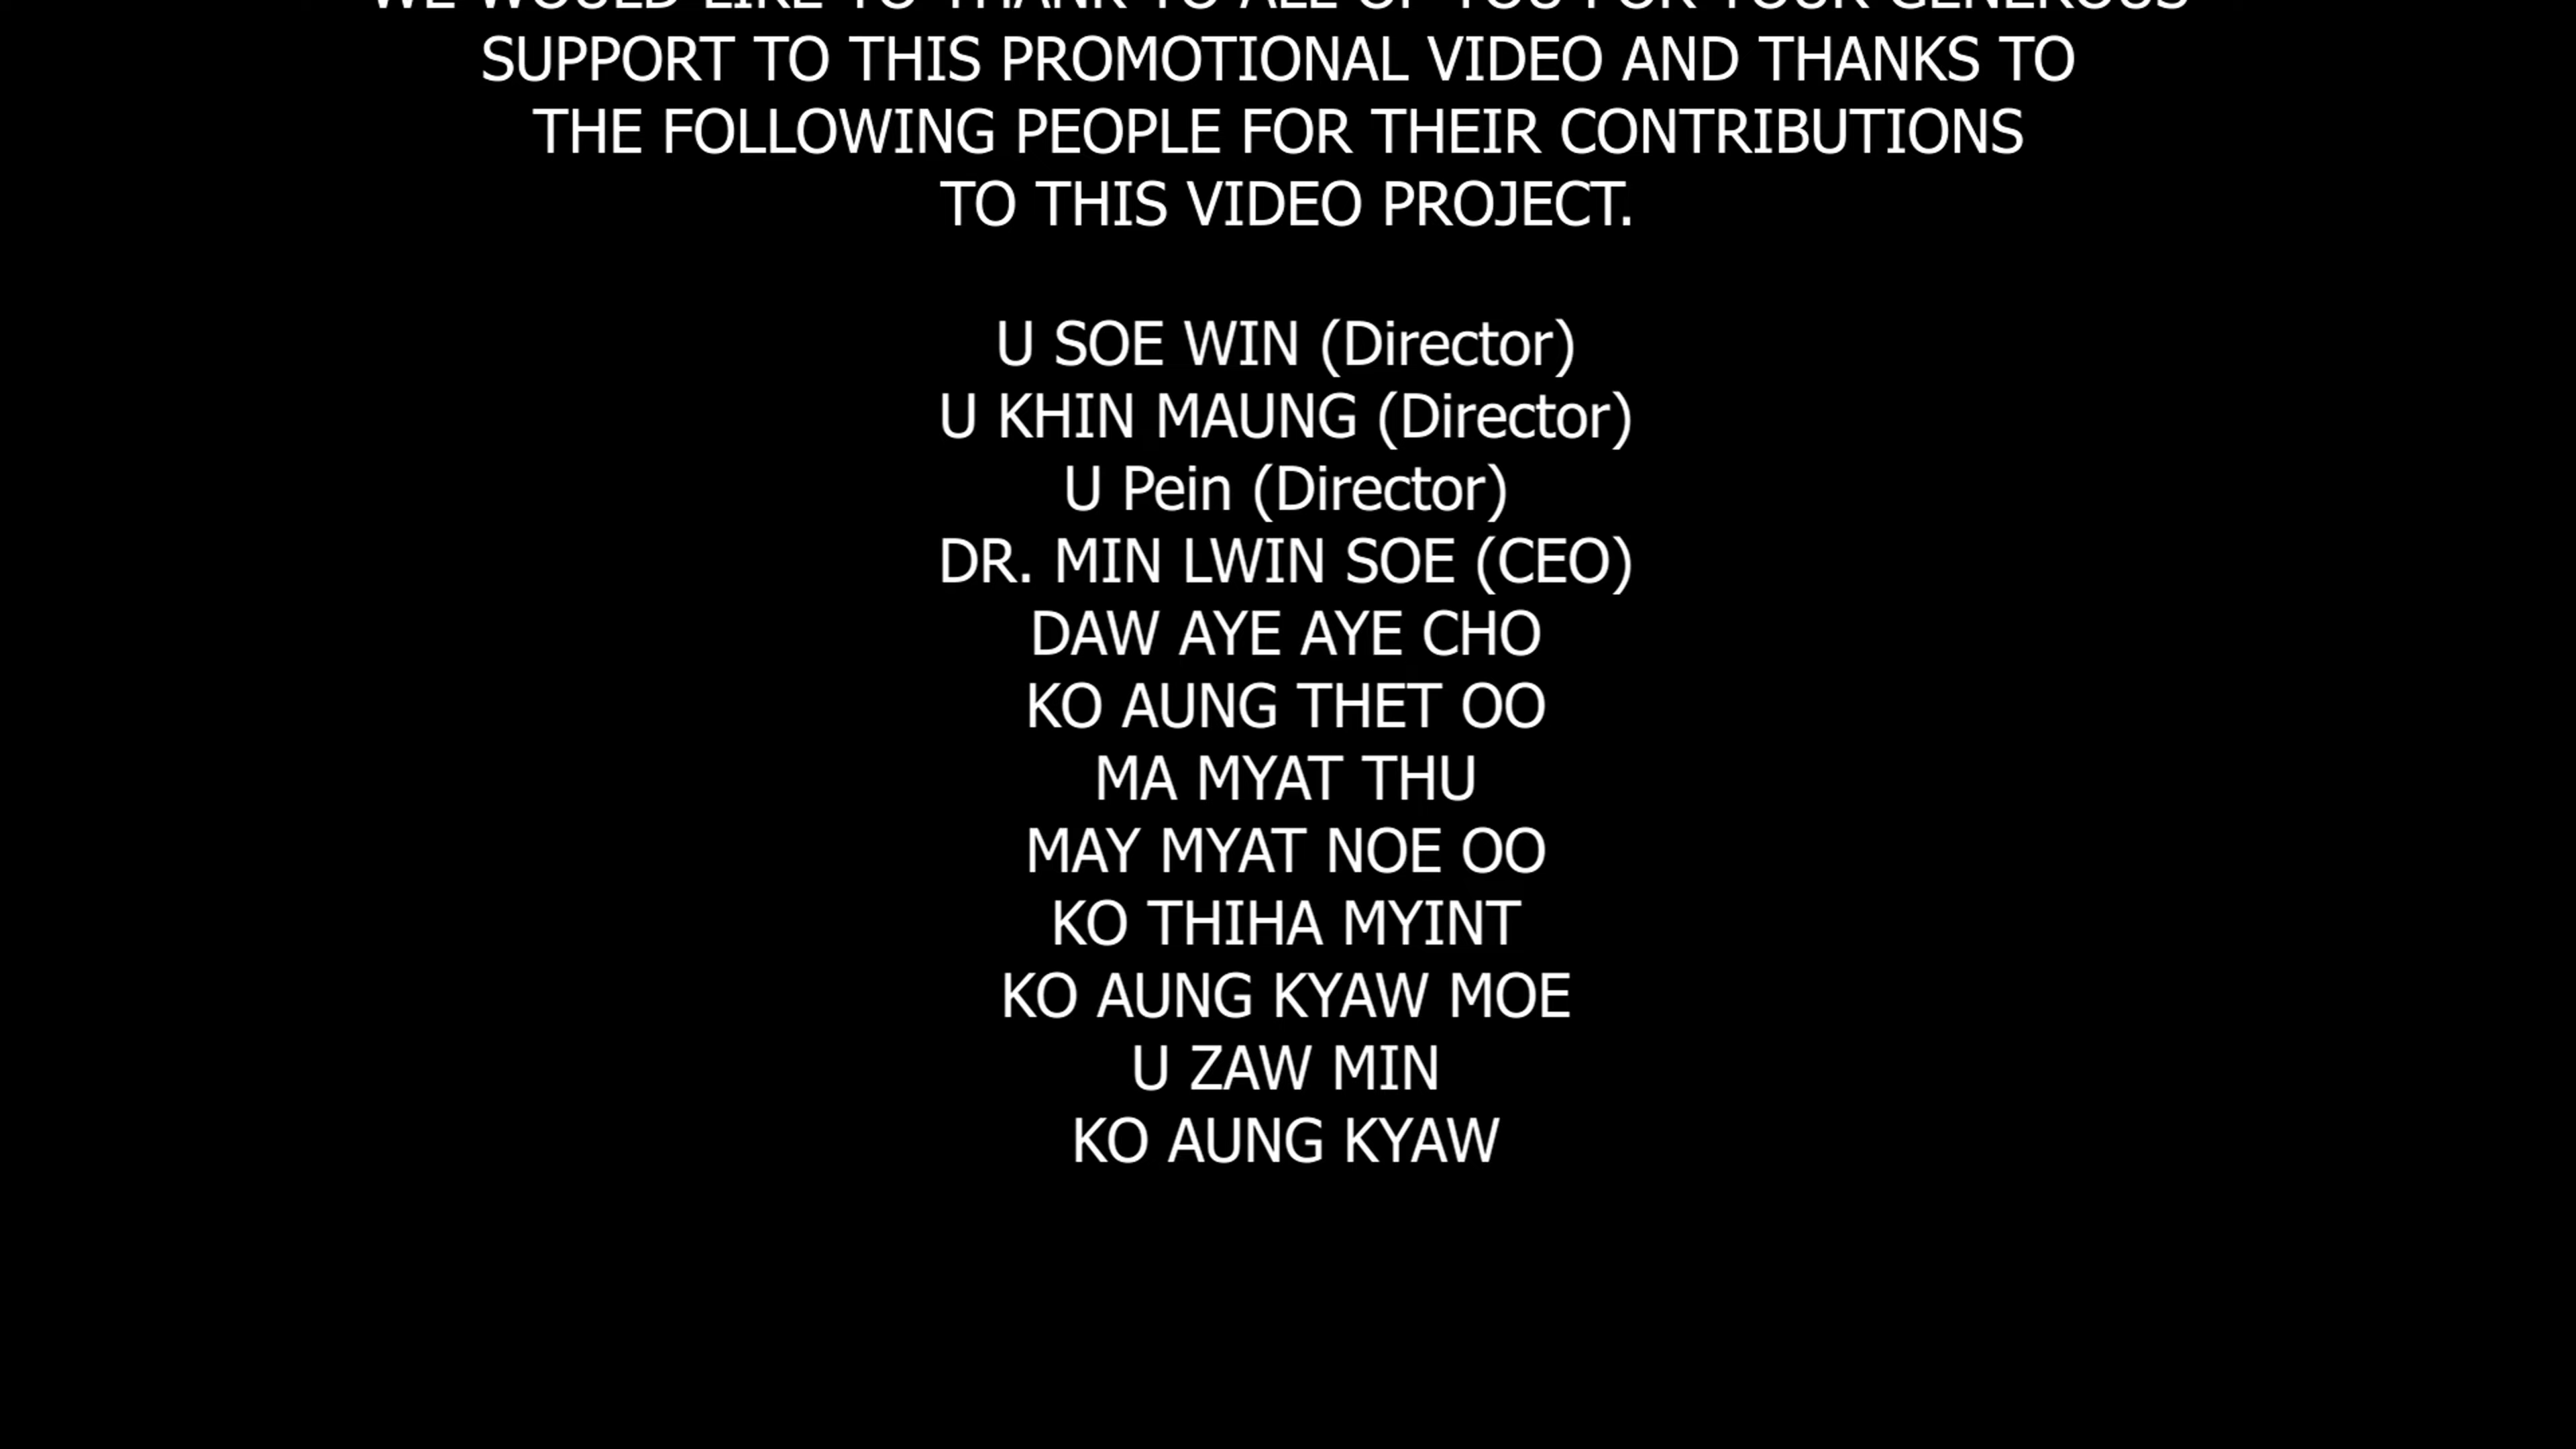 WE WOULD LIKE TO THANK TO ALL OF YOU FOR YOUR GENEROUS
SUPPORT TO THIS PROMOTIONAL VIDEO AND THANKS TO
THE FOLLOWING PEOPLE FOR THEIR CONTRIBUTIONS
TO THIS VIDEO PROJECT.
U SOE WIN (Director)
U KHIN MAUNG (Director)
U Pein (Director)
DR. MIN LWIN SOE (CEO)
DAW AYE AYE CHO
KO AUNG THET OO
MA MYAT THU
MAY MYAT NOE OO
KO THIHA MYINT
KO AUNG KYAW MOE
U ZAW MIN
KO AUNG KYAW